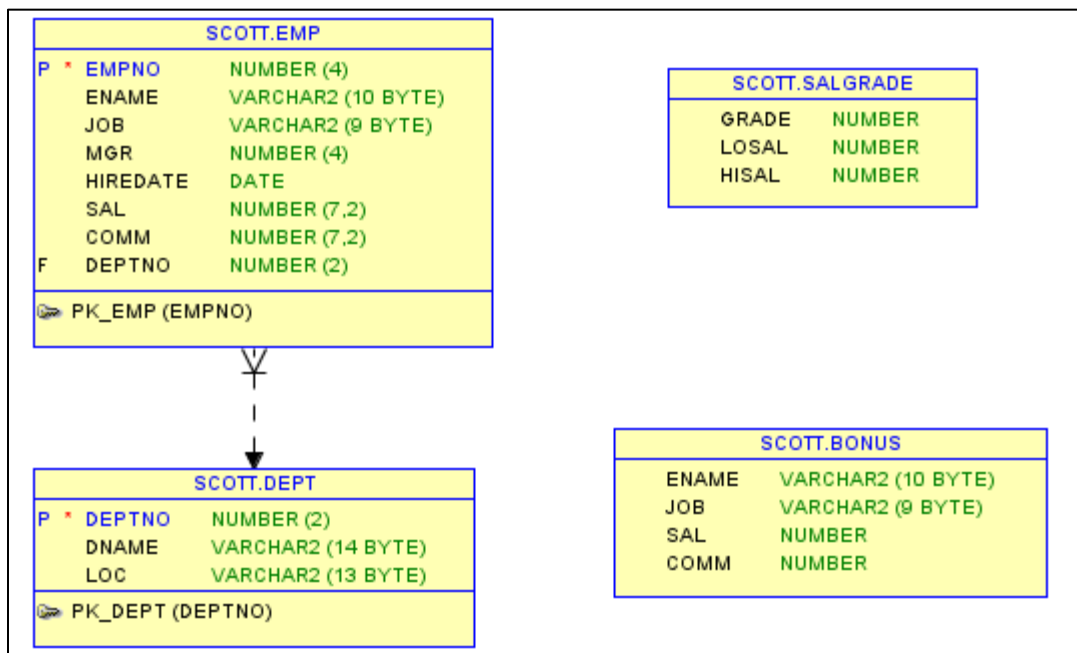 SCOTT.EMP
P * EMPNO NUMBER (4)
ENAME VARCHAR2 (10 BYTE)
JOB VARCHAR2 (9 BYTE)
MGR NUMBER (4)
HIREDATE DATE
SAL NUMBER (7,2)
COMM NUMBER (7,2)
F DEPTNO NUMBER (2)
PK_EMP (EMPNO)
SCOTT.SALGRADE
GRADE NUMBER
LOSAL NUMBER
HISAL NUMBER
SCOTT.DEPT
P * DEPTNO NUMBER (2)
DNAME VARCHAR2 (14 BYTE)
LOC VARCHAR2 (13 BYTE)
PK_DEPT (DEPTNO)
SCOTT.BONUS
ENAME VARCHAR2 (10 BYTE)
JOB VARCHAR2 (9 BYTE)
SAL NUMBER
COMM NUMBER